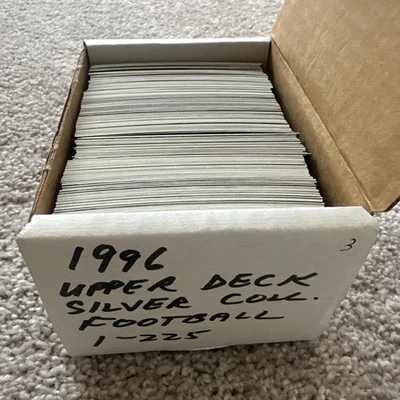 3
1996
UPPER DECK
SILVER COLL.
FOOTBALL
1-225